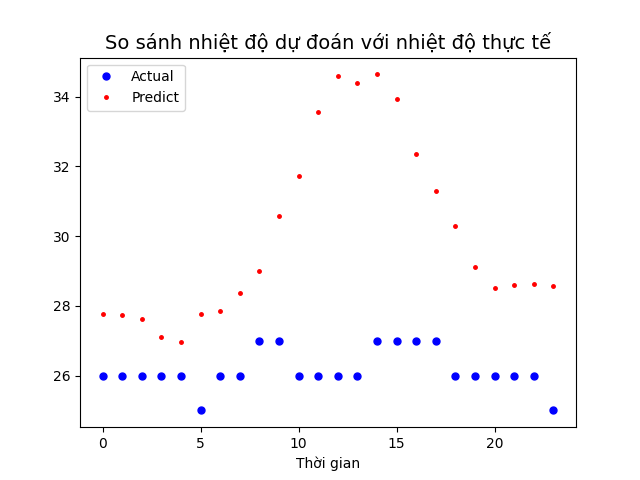 So sánh nhiệt độ dự đoán với nhiệt độ thực tế
Actual
Predict
34
32
30
28
26
0 5 10 15 20
Thời gian